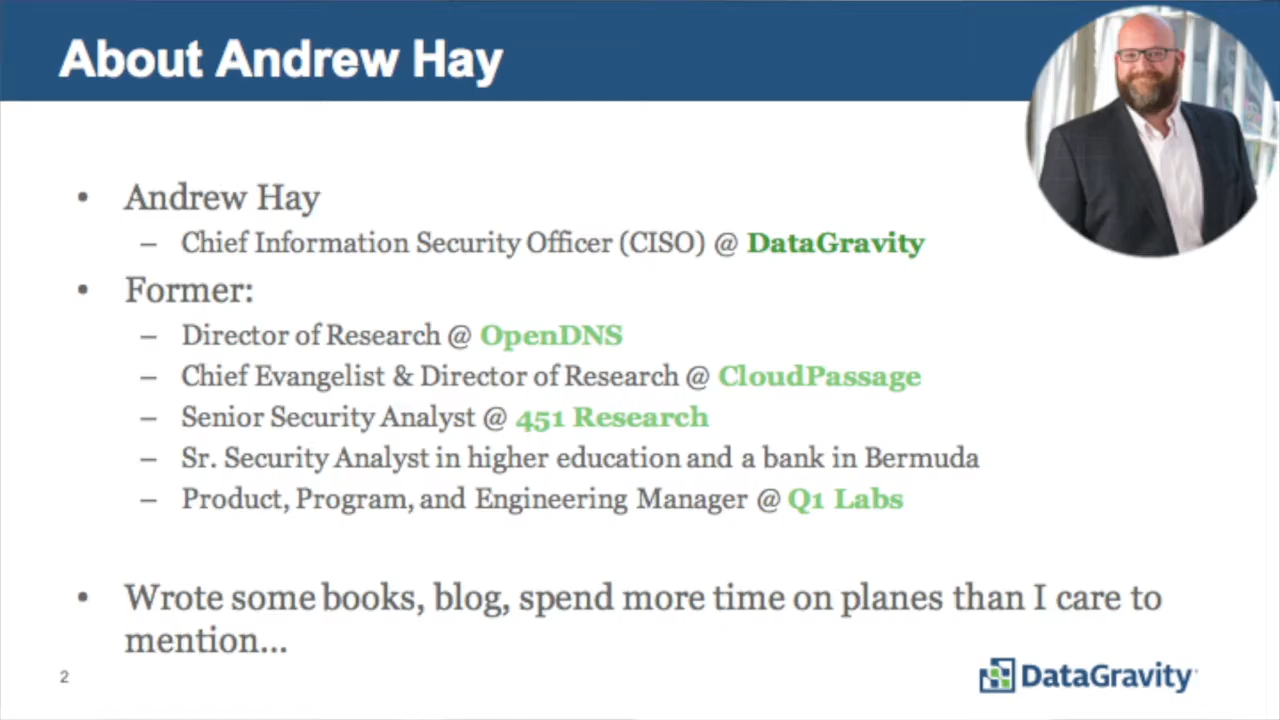 About Andrew Hay
• Andrew Hay
– Chief Information Security Officer (CISO) @ DataGravity
• Former:
– Director of Research @ OpenDNS
– Chief Evangelist & Director of Research @ CloudPassage
– Senior Security Analyst @ 451 Research
– Sr. Security Analyst in higher education and a bank in Bermuda
– Product, Program, and Engineering Manager @ Q1 Labs
• Wrote some books, blog, spend more time on planes than I care to
mention...
2
DataGravity